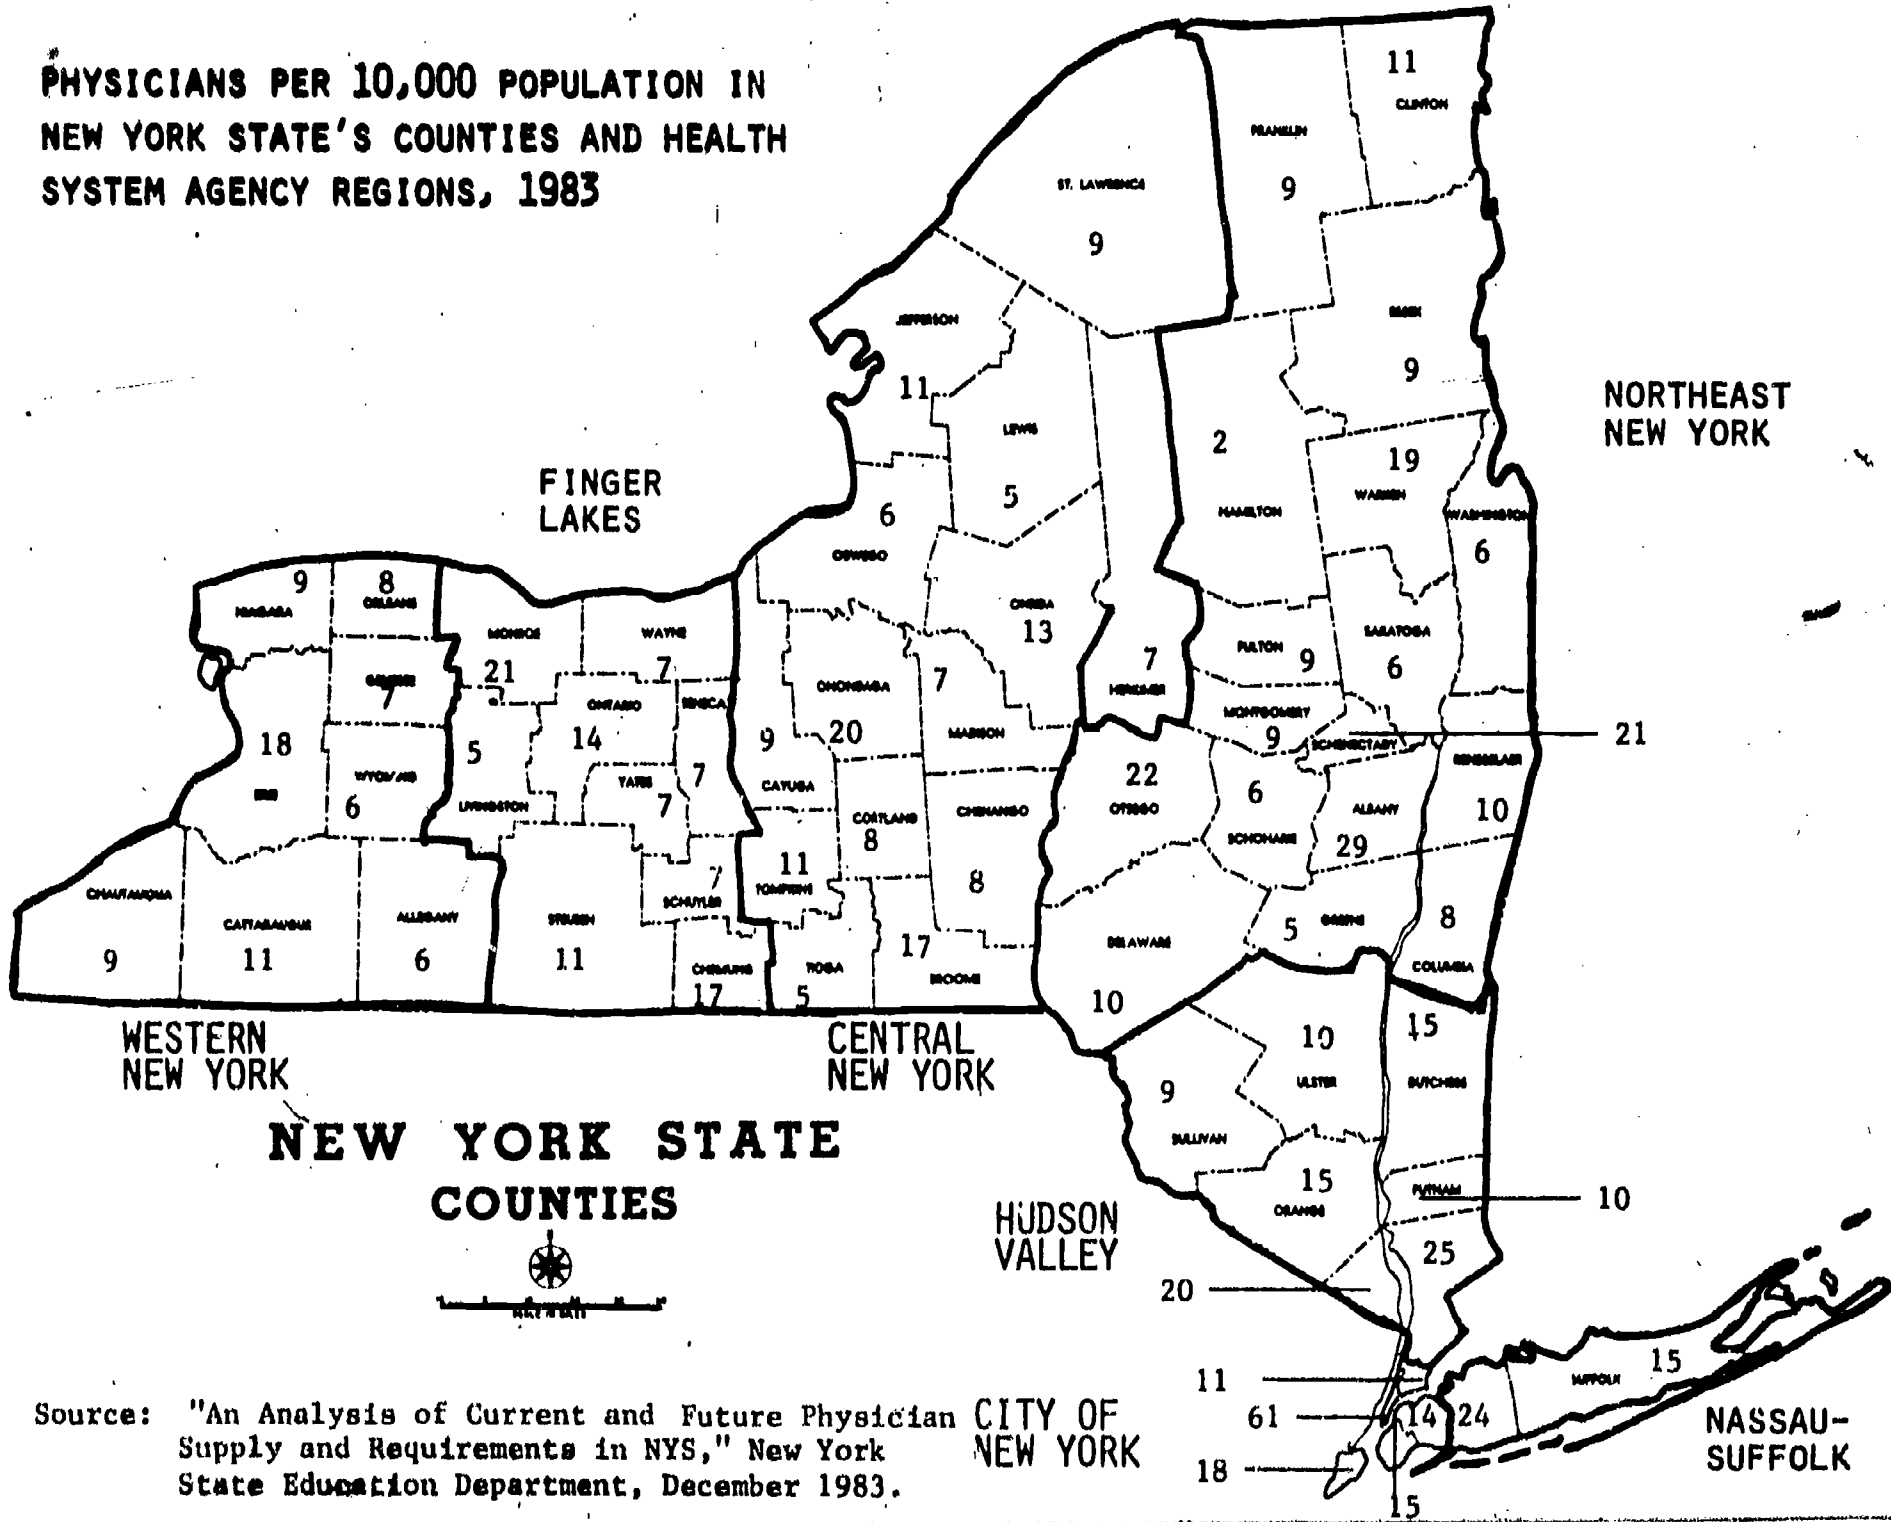 PHYSICIANS PER 10,000 POPULATION IN
NEW YORK STATE'S COUNTIES AND HEALTH
SYSTEM AGENCY REGIONS, 1983
11
CLINTON
FRANKLIN
9
ST. LAWRENCE
9
JEFFERSON
11
ESSEX
9
NORTHEAST
NEW YORK
LEWIS
5
2
HAMILTON
19
WARREN
WASHINGTON
6
FINGER
LAKES
6
OSWEGO
9
NIAGARA
8
ORLEANS
MONROE
21
WAYNE
7
ONEIDA
13
7
HERKIMER
FULTON
9
SARATOGA
6
GENESEE
7
18
ERIE
WYOMING
6
5
LIVINGSTON
ONTARIO
14
SENECA
7
YATES
7
9
CAYUGA
ONONDAGA
20
7
MADISON
MONTGOMERY
9
SCHENECTADY
21
RENSSELAER
10
22
OTSEGO
6
SCHOHARIE
ALBANY
29
CORTLAND
8
CHENANGO
8
11
TOMPKINS
7
SCHUYLER
CHAUTAUQUA
9
CATTARAUGUS
11
ALLEGANY
6
STEUBEN
11
CHEMUNG
17
TIOGA
5
17
BROOME
DELAWARE
10
5
GREENE
8
COLUMBIA
WESTERN
NEW YORK
CENTRAL
NEW YORK
10
ULSTER
15
DUTCHESS
9
SULLIVAN
NEW YORK STATE
COUNTIES
15
ORANGE
PUTNAM
10
HUDSON
VALLEY
25
20
11
61
14
24
18
15
15
SUFFOLK
CITY OF
NEW YORK
NASSAU-
SUFFOLK
Source: "An Analysis of Current and Future Physician
Supply and Requirements in NYS," New York
State Education Department, December 1983.